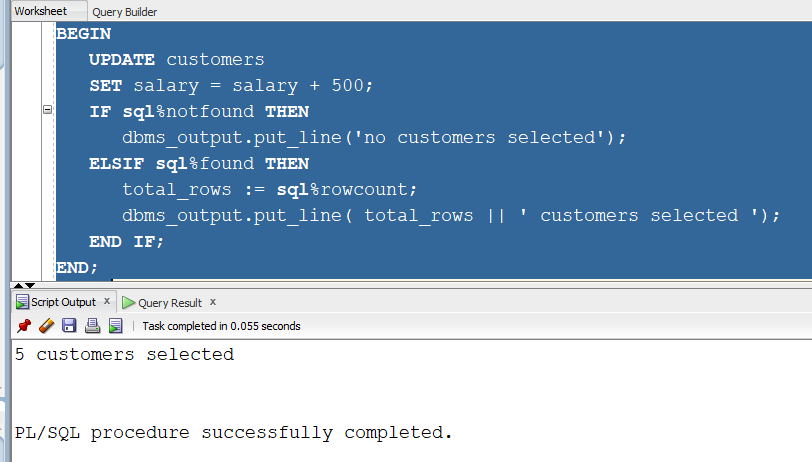 Worksheet Query Builder
BEGIN
UPDATE customers
SET salary = salary + 500;
IF sql%notfound THEN
dbms_output.put_line('no customers selected');
ELSIF sql%found THEN
total_rows := sql%rowcount;
dbms_output.put_line( total_rows || ' customers selected ');
END IF;
END;
Script Output x Query Result x
Task completed in 0.055 seconds
5 customers selected
PL/SQL procedure successfully completed.